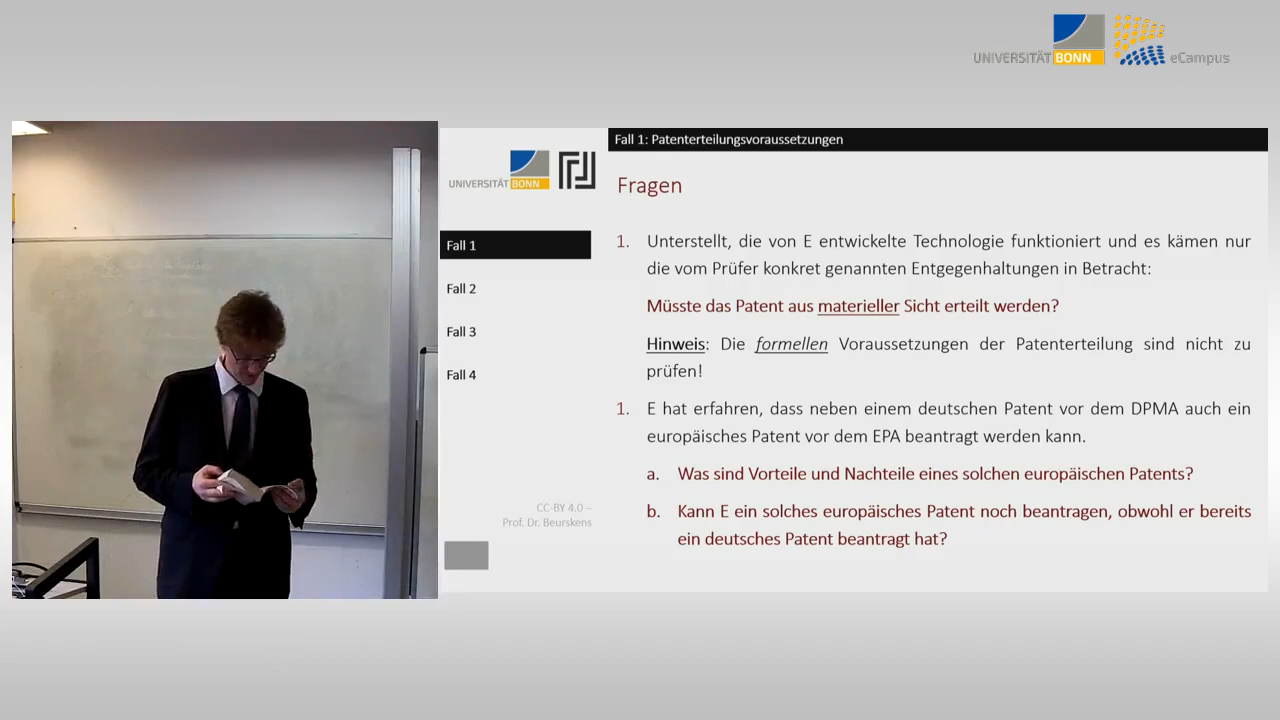 UNIVERSITÄT BONN
eCampus
Fall 1: Patenterteilungsvoraussetzungen
UNIVERSITÄT BONN
Fall 1
Fall 2
Fall 3
Fall 4
CC-BY 4.0 –
Prof. Dr. Beurskens
Fragen
1. Unterstellt, die von E entwickelte Technologie funktioniert und es kämen nur
die vom Prüfer konkret genannten Entgegenhaltungen in Betracht:
Müsste das Patent aus materieller Sicht erteilt werden?
Hinweis: Die formellen Voraussetzungen der Patenterteilung sind nicht zu
prüfen!
1. E hat erfahren, dass neben einem deutschen Patent vor dem DPMA auch ein
europäisches Patent vor dem EPA beantragt werden kann.
a. Was sind Vorteile und Nachteile eines solchen europäischen Patents?
b. Kann E ein solches europäisches Patent noch beantragen, obwohl er bereits
ein deutsches Patent beantragt hat?